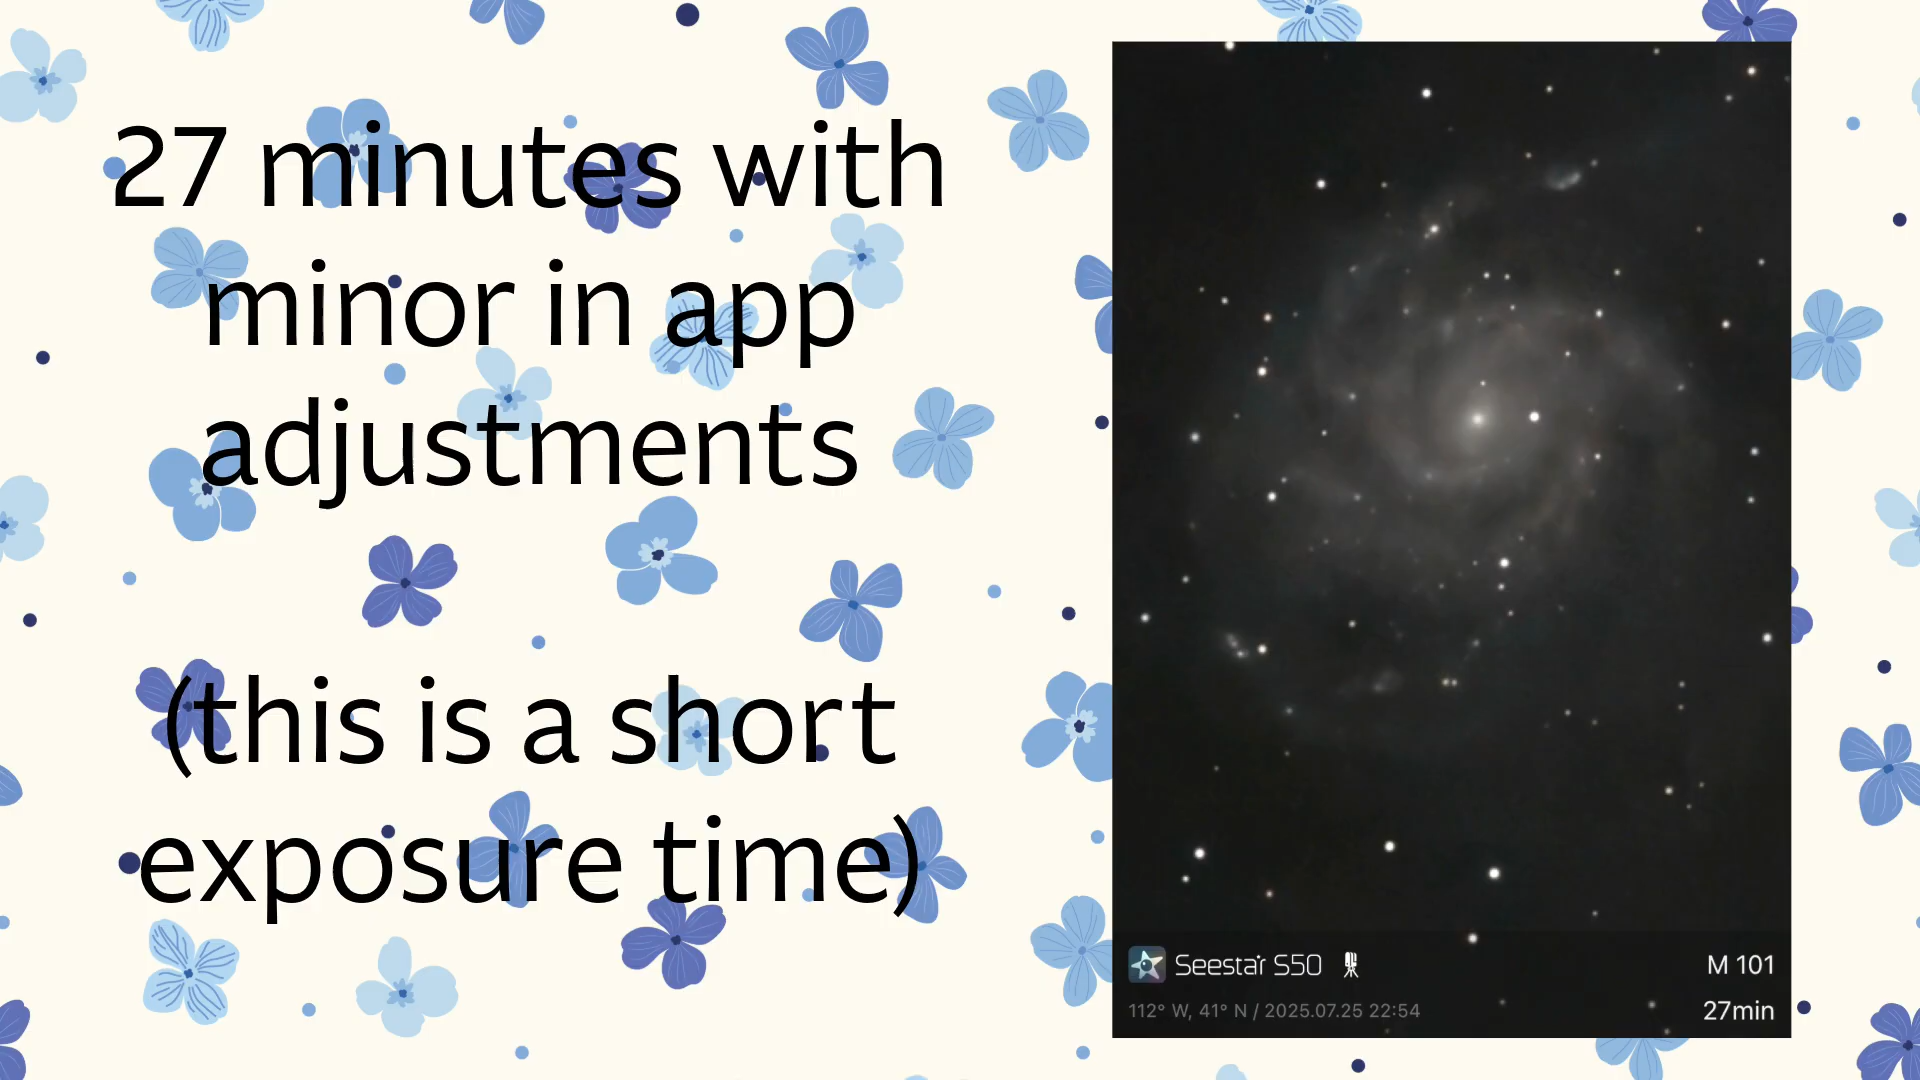 27 minutes with
minor in app
adjustments
(this is a short
exposure time)
Seestar S50
M 101
112° W, 41° N / 2025.07.25 22:54
27min